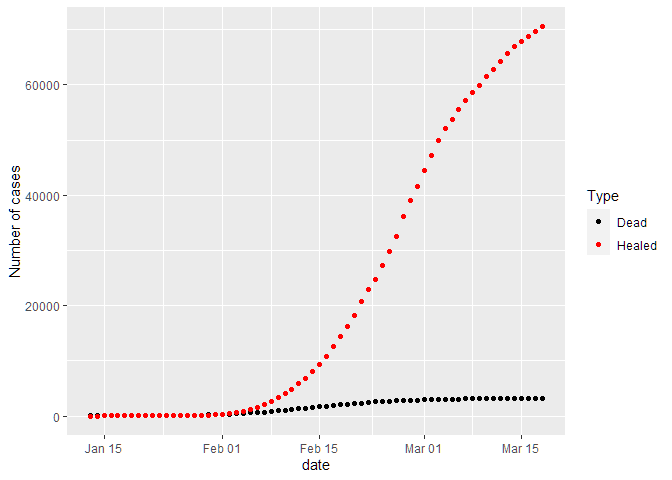 60000
40000
20000
0
Number of cases
Jan 15
Feb 01
Feb 15
Mar 01
Mar 15
date
Type
Dead
Healed